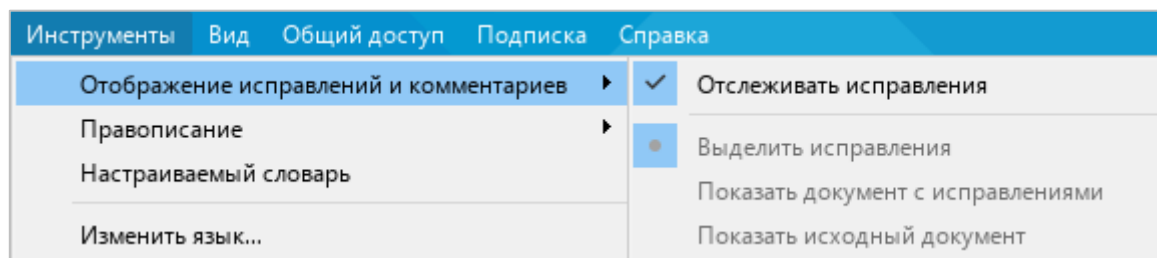 Инструменты Вид Общий доступ Подписка Справка
Отображение исправлений и комментариев
Отслеживать исправления
Правописание
Выделить исправления
Настраиваемый словарь
Показать документ с исправлениями
Изменить язык...
Показать исходный документ